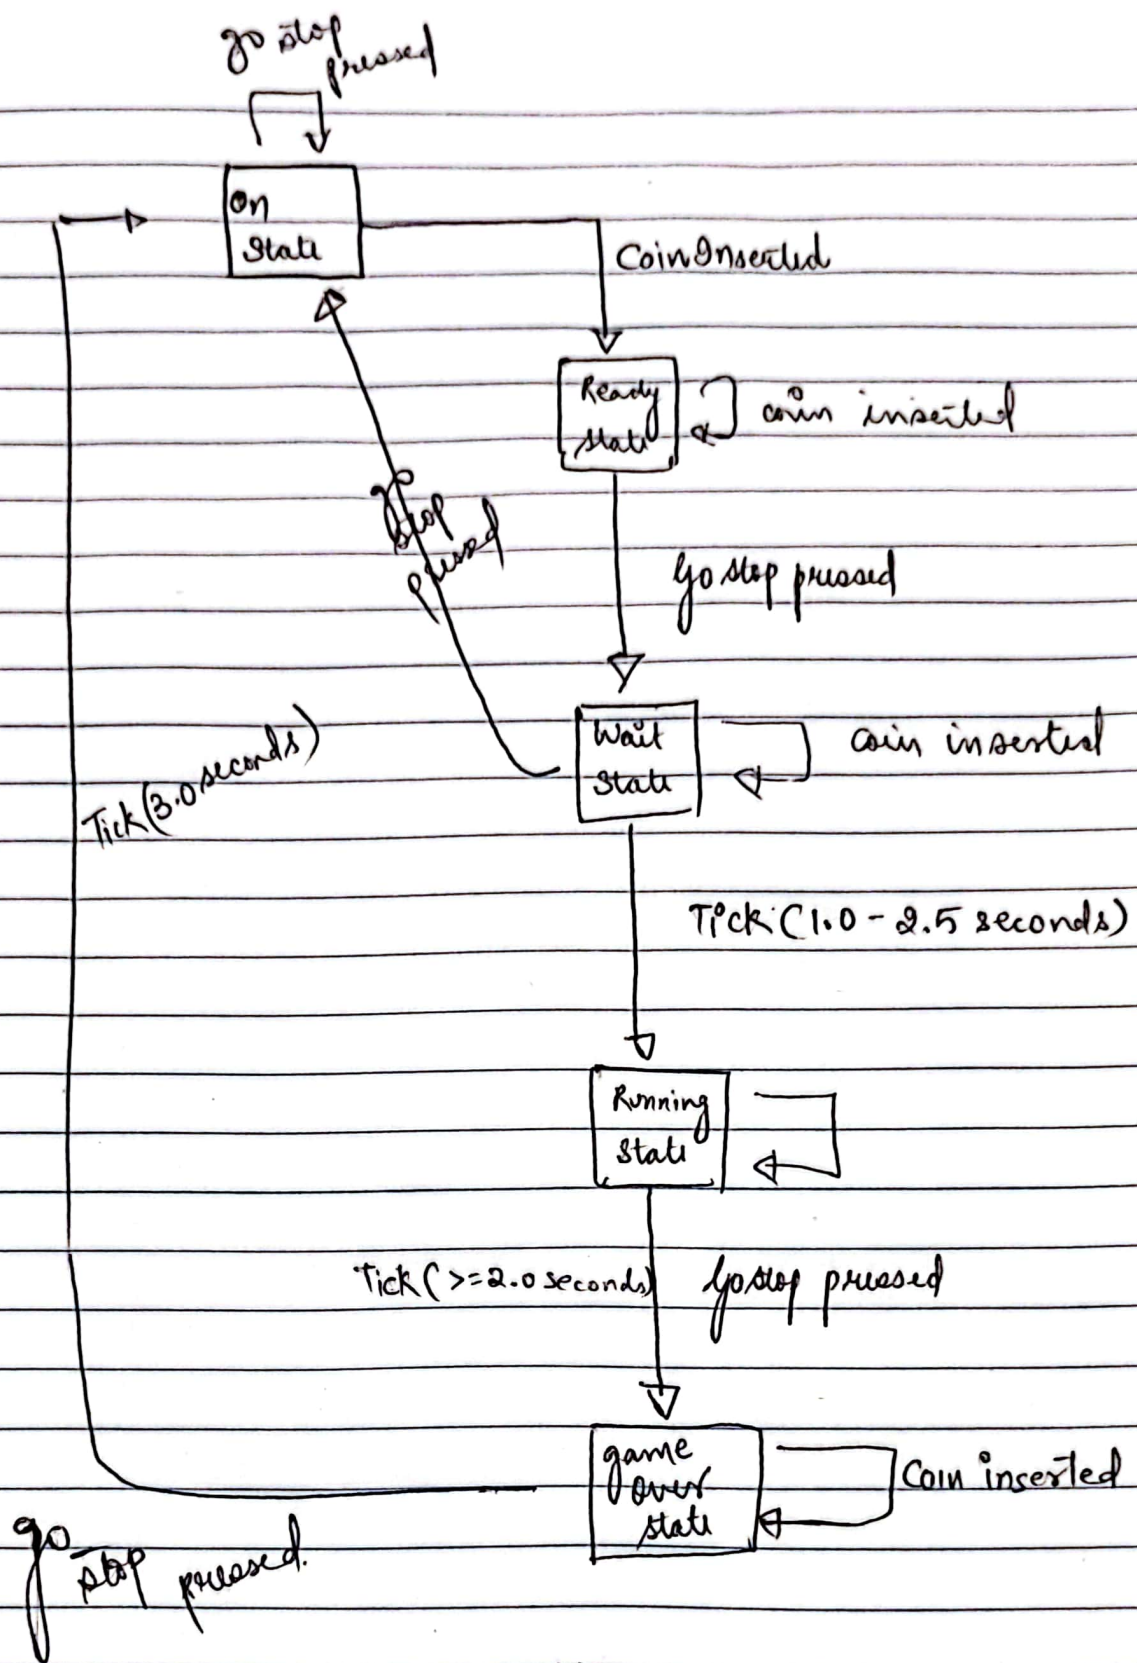 go stop
pressed
On
State
CoinInserted
Ready
State
coin inserted
go
stop
pressed
Go stop pressed
Wait
State
coin inserted
Tick(3.0 seconds)
Tick(1.0 - 2.5 seconds)
Running
State
Tick(>=2.0 seconds)
Go stop pressed
game
over
state
Coin inserted
go
stop
pressed.